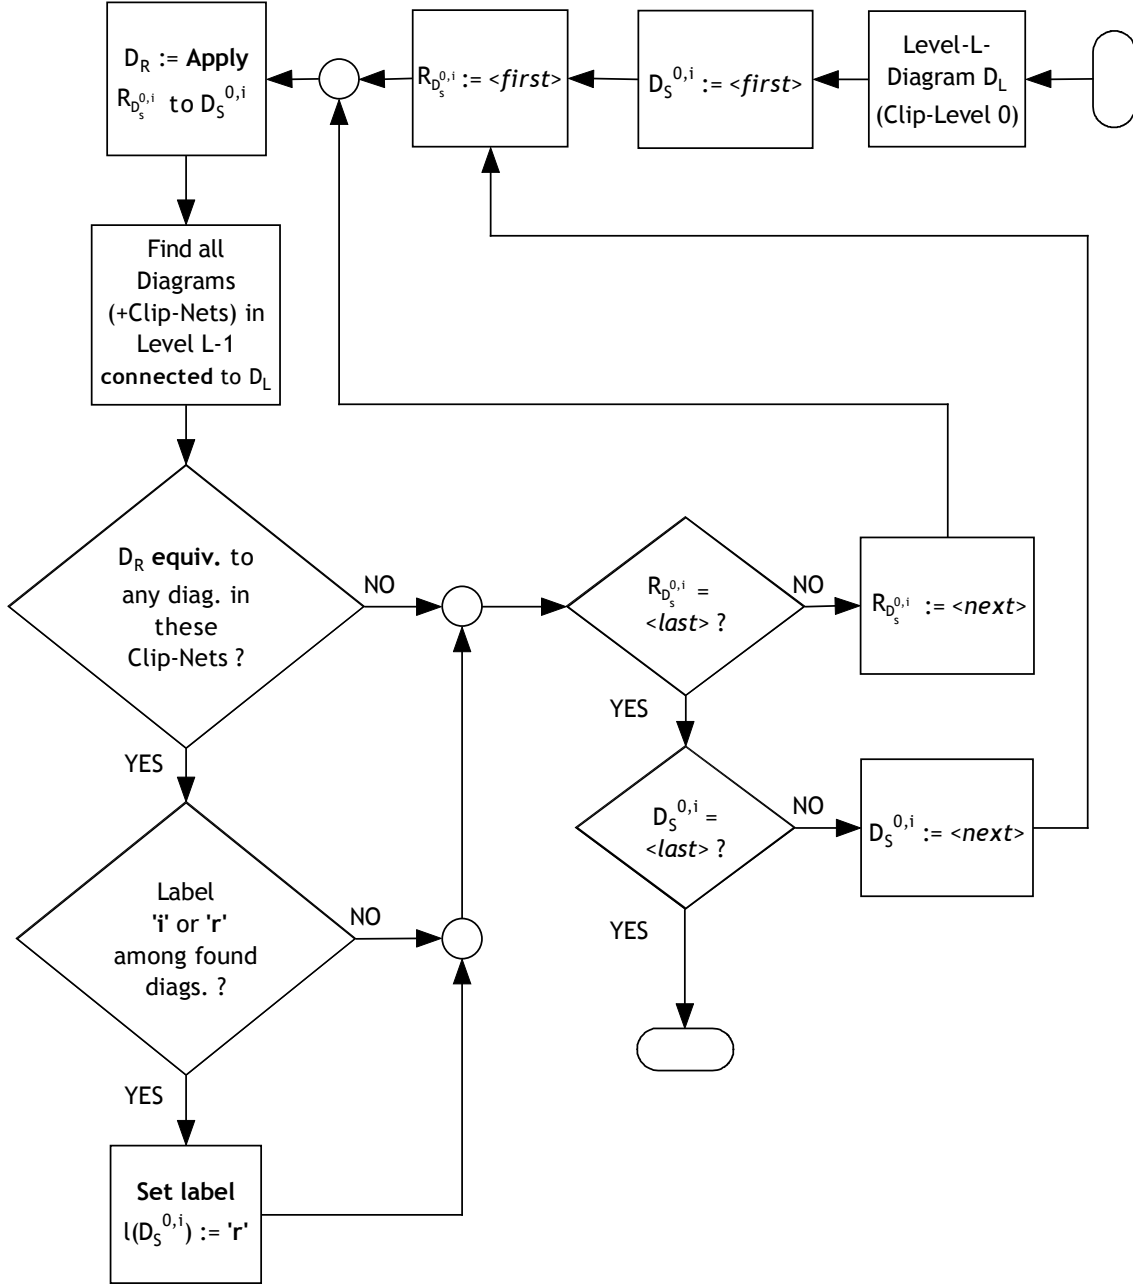 D_R := Apply
R_{D_s^{0,i}} to D_S^{0,i}
R_{D_s^{0,i}} := <first>
D_S^{0,i} := <first>
Level-L-
Diagram D_L
(Clip-Level 0)
Find all
Diagrams
(+Clip-Nets) in
Level L-1
connected to D_L
D_R equiv. to
any diag. in
these
Clip-Nets ?
NO
YES
R_{D_s^{0,i}} =
<last> ?
NO
YES
R_{D_s^{0,i}} := <next>
D_S^{0,i} =
<last> ?
NO
YES
D_S^{0,i} := <next>
Label
'i' or 'r'
among found
diags. ?
NO
YES
Set label
l(D_S^{0,i}) := 'r'